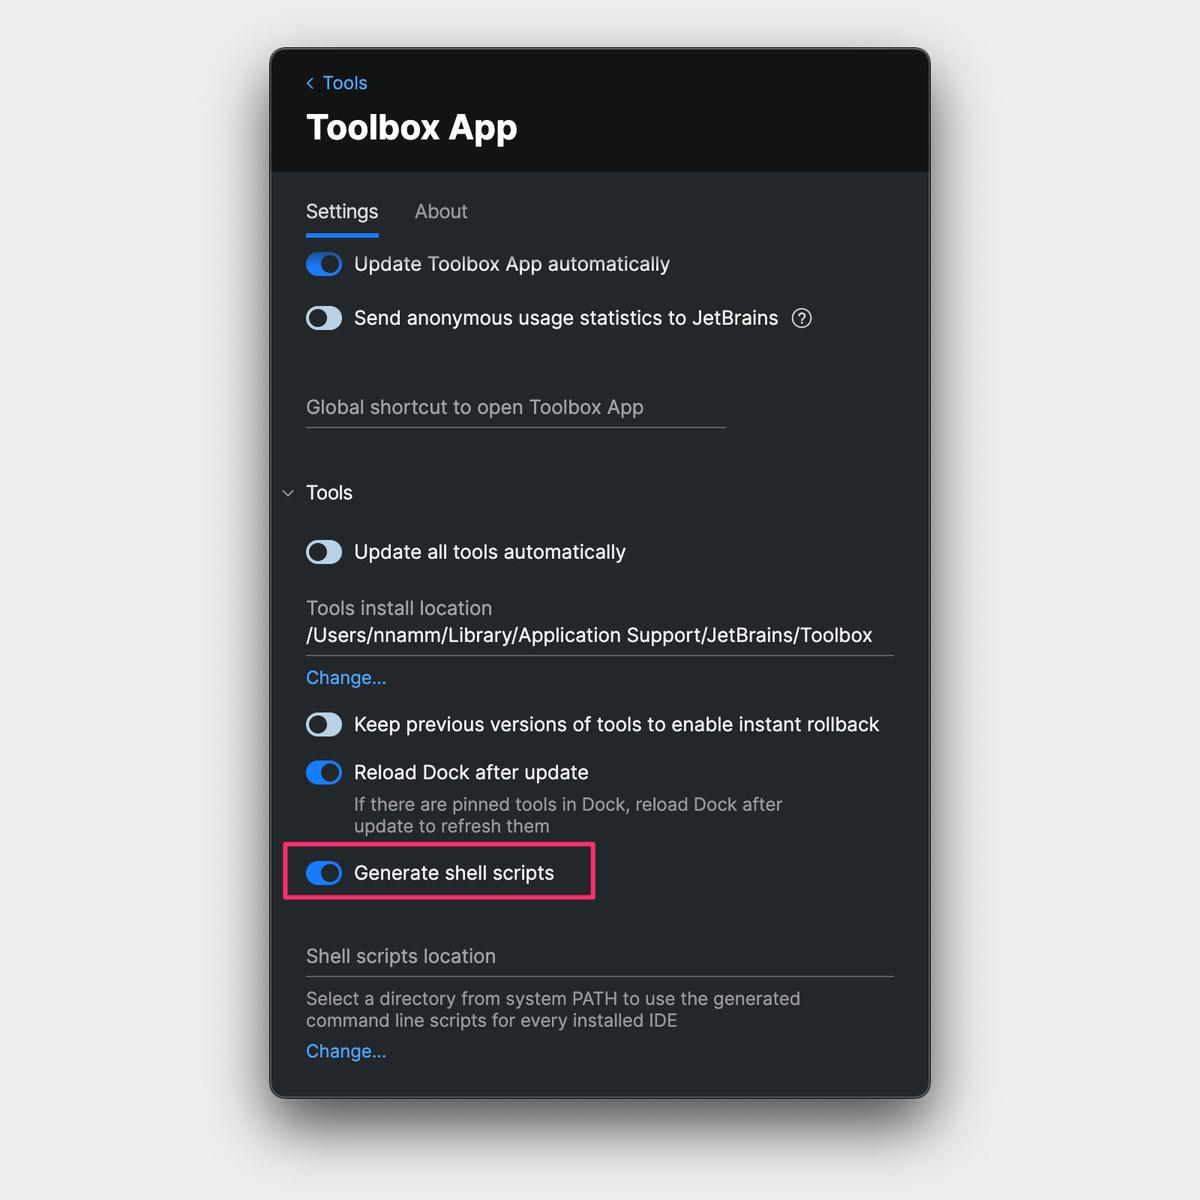 Tools
Toolbox App
Settings
About
Update Toolbox App automatically
Send anonymous usage statistics to JetBrains
?
Global shortcut to open Toolbox App
Tools
Update all tools automatically
Tools install location
/Users/nnamm/Library/Application Support/JetBrains/Toolbox
Change...
Keep previous versions of tools to enable instant rollback
Reload Dock after update
If there are pinned tools in Dock, reload Dock after
update to refresh them
Generate shell scripts
Shell scripts location
Select a directory from system PATH to use the generated
command line scripts for every installed IDE
Change...